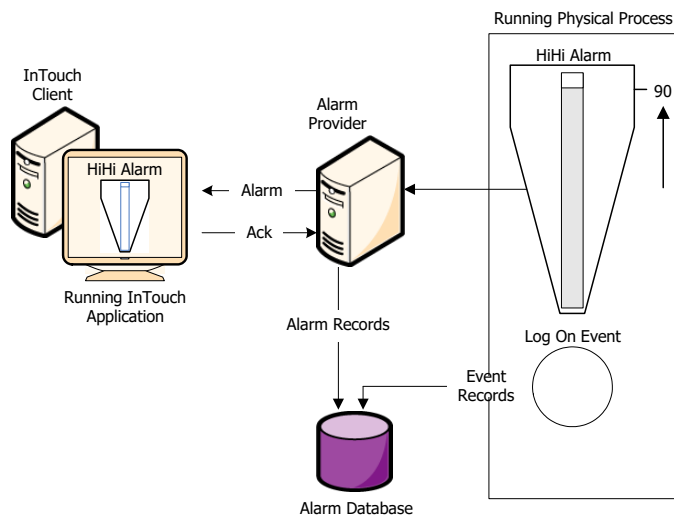 Running Physical Process
InTouch
Client
HiHi Alarm
Alarm
Provider
90
HiHi Alarm
Alarm
Ack
Running InTouch
Application
Alarm Records
Log On Event
Event
Records
Alarm Database